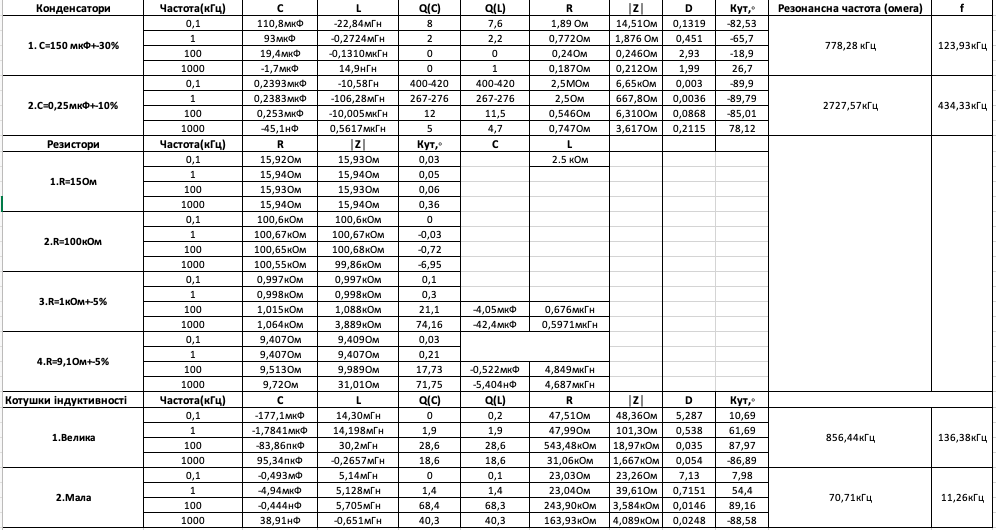 Конденсатори Частота(кГц) C L Q(C) Q(L) R |Z| D Кут,◦ Резонансна частота (омега) f
1. C=150 мкФ+-30% 778,28 кГц 123,93кГц
0,1 110,8мкФ -22,84мГн 8 7,6 1,89 Ом 14,51Ом 0,1319 -82,53
1 93мкФ -0,2724мГн 2 2,2 0,772Ом 1,876 Ом 0,451 -65,7
100 19,4мкФ -0,1310мкГн 0 0 0,24Ом 0,246Ом 2,93 -18,9
1000 -1,7мкФ 14,9нГн 0 1 0,187Ом 0,212Ом 1,99 26,7
2.C=0,25мкФ+-10% 2727,57кГц 434,33кГц
0,1 0,2393мкФ -10,58Гн 400-420 400-420 2,5МОм 6,65кОм 0,003 -89,9
1 0,2383мкФ -106,28мГн 267-276 267-276 2,5Ом 667,8Ом 0,0036 -89,79
100 0,253мкФ -10,005мкГн 12 11,5 0,546Ом 6,310Ом 0,0868 -85,01
1000 -45,1нФ 0,5617мкГн 5 4,7 0,747Ом 3,617Ом 0,2115 78,12
Резистори Частота(кГц) R |Z| Кут,◦ C L
1.R=15Ом
0,1 15,92Ом 15,93Ом 0,03 2.5 кОм
1 15,94Ом 15,94Ом 0,05
100 15,93Ом 15,93Ом 0,06
1000 15,94Ом 15,94Ом 0,36
2.R=100кОм
0,1 100,6кОм 100,6кОм 0
1 100,67кОм 100,67кОм -0,03
100 100,65кОм 100,68кОм -0,72
1000 100,55кОм 99,86кОм -6,95
3.R=1кОм+-5%
0,1 0,997кОм 0,997кОм 0,1
1 0,998кОм 0,998кОм 0,3
100 1,015кОм 1,088кОм 21,1 -4,05мкФ 0,676мкГн
1000 1,064кОм 3,889кОм 74,16 -42,4мкФ 0,5971мкГн
4.R=9,1Ом+-5%
0,1 9,407Ом 9,409Ом 0,03
1 9,407Ом 9,407Ом 0,21
100 9,513Ом 9,989Ом 17,73 -0,522мкФ 4,849мкГн
1000 9,72Ом 31,01Ом 71,75 -5,404нФ 4,687мкГн
Котушки індуктивності Частота(кГц) C L Q(C) Q(L) R |Z| D Кут,◦
1.Велика 856,44кГц 136,38кГц
0,1 -177,1мкФ 14,30мГн 0 0,2 47,51Ом 48,36Ом 5,287 10,69
1 -1,7841мкФ 14,198мГн 1,9 1,9 47,99Ом 101,3Ом 0,538 61,69
100 -83,86пкФ 30,2мГн 28,6 28,6 543,48кОм 18,97кОм 0,035 87,97
1000 95,34пкФ -0,2657мГн 18,6 18,6 31,06кОм 1,667кОм 0,054 -86,89
2.Мала 70,71кГц 11,26кГц
0,1 -0,493мФ 5,14мГн 0 0,1 23,03Ом 23,26Ом 7,13 7,98
1 -4,94мкФ 5,128мГн 1,4 1,4 23,04Ом 39,61Ом 0,7151 54,4
100 -0,444нФ 5,705мГн 68,4 68,3 243,90кОм 3,584кОм 0,0146 89,16
1000 38,91нФ -0,651мГн 40,3 40,3 163,93кОм 4,089кОм 0,0248 -88,58